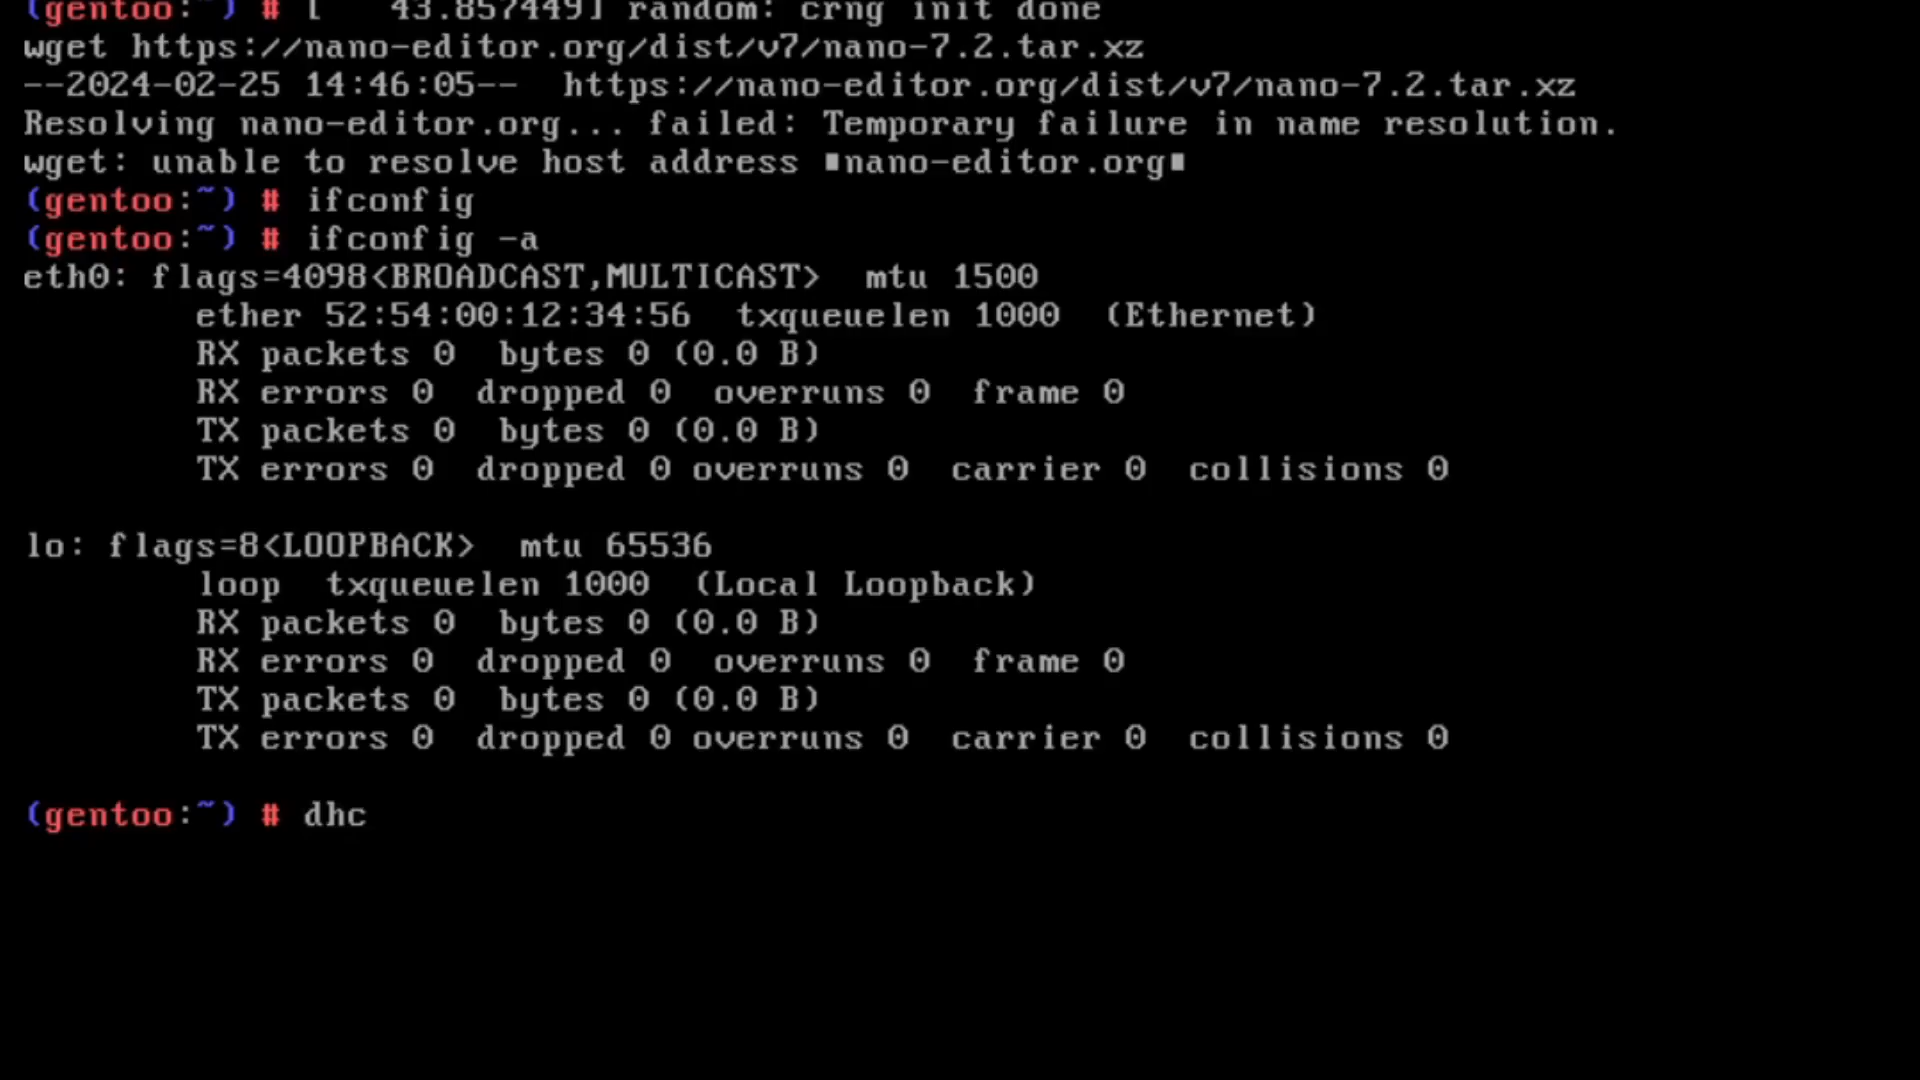 (gentoo:~) # [   43.857449] random: crng init done
wget https://nano-editor.org/dist/v7/nano-7.2.tar.xz
--2024-02-25 14:46:05--  https://nano-editor.org/dist/v7/nano-7.2.tar.xz
Resolving nano-editor.org... failed: Temporary failure in name resolution.
wget: unable to resolve host address ■nano-editor.org■
(gentoo:~) # ifconfig
(gentoo:~) # ifconfig -a
eth0: flags=4098<BROADCAST,MULTICAST>  mtu 1500
        ether 52:54:00:12:34:56  txqueuelen 1000  (Ethernet)
        RX packets 0  bytes 0 (0.0 B)
        RX errors 0  dropped 0  overruns 0  frame 0
        TX packets 0  bytes 0 (0.0 B)
        TX errors 0  dropped 0 overruns 0  carrier 0  collisions 0

lo: flags=8<LOOPBACK>  mtu 65536
        loop  txqueuelen 1000  (Local Loopback)
        RX packets 0  bytes 0 (0.0 B)
        RX errors 0  dropped 0  overruns 0  frame 0
        TX packets 0  bytes 0 (0.0 B)
        TX errors 0  dropped 0 overruns 0  carrier 0  collisions 0

(gentoo:~) # dhc